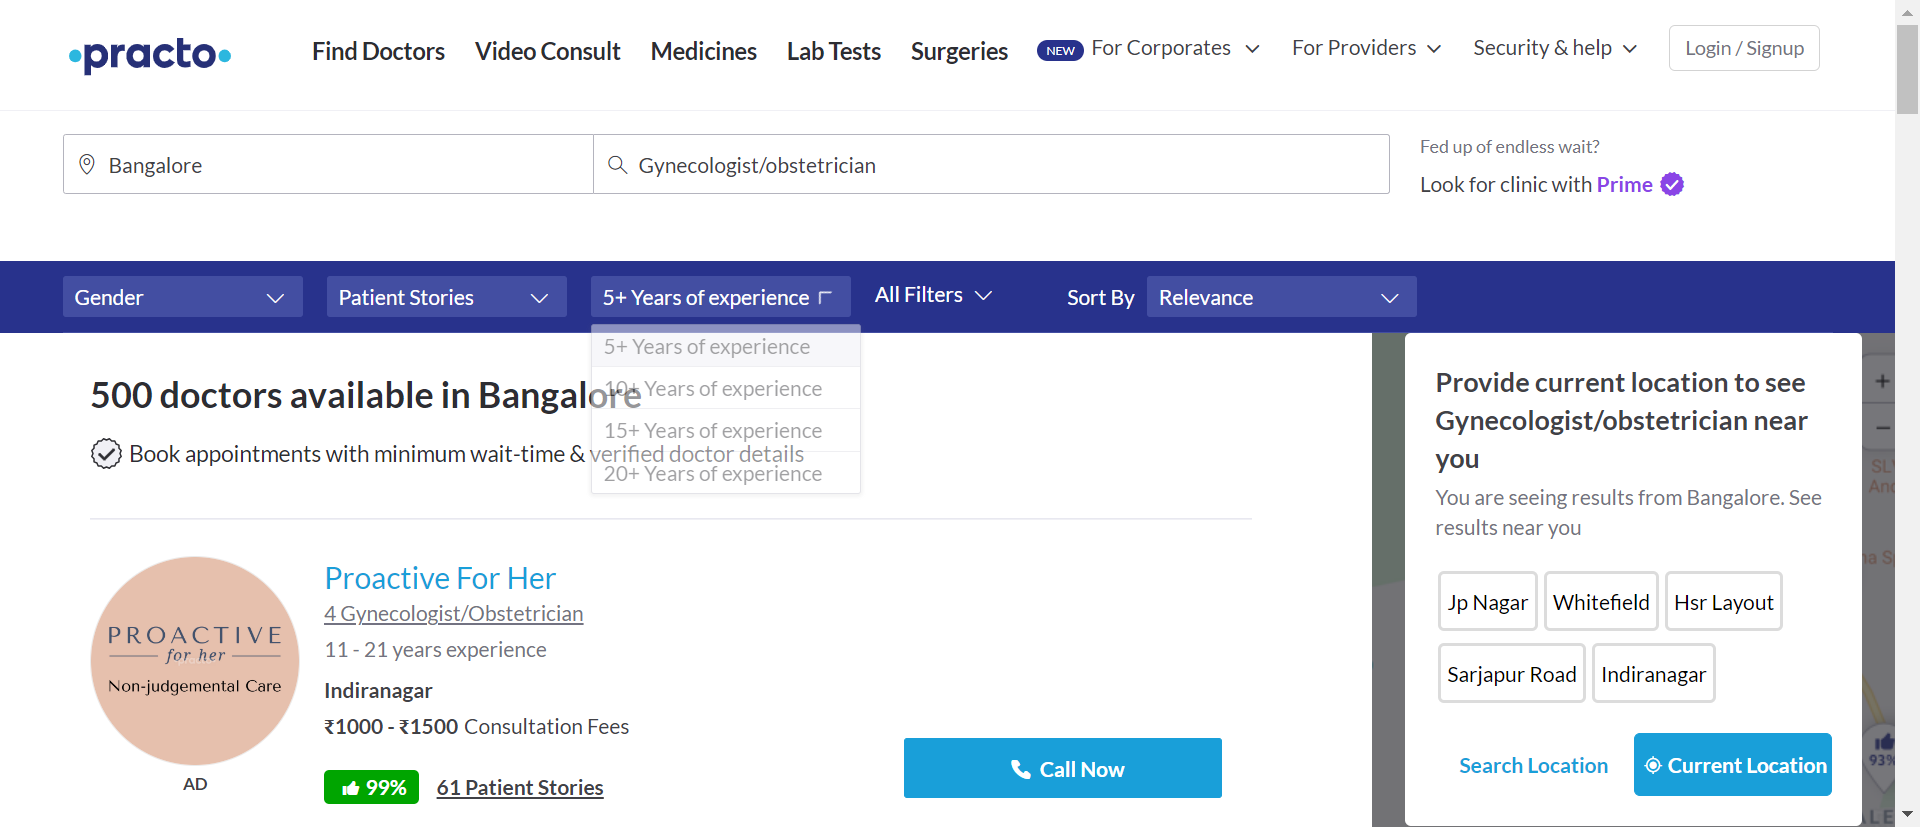 practo
Find Doctors
Video Consult
Medicines
Lab Tests
Surgeries
NEW For Corporates
For Providers
Security & help
Login / Signup
Bangalore
Gynecologist/obstetrician
Fed up of endless wait?
Look for clinic with Prime
Gender
Patient Stories
5+ Years of experience
All Filters
Sort By
Relevance
5+ Years of experience
10+ Years of experience
15+ Years of experience
20+ Years of experience
500 doctors available in Bangalore
Book appointments with minimum wait-time & verified doctor details
PROACTIVE
for her
Non-judgemental Care
AD
Proactive For Her
4 Gynecologist/Obstetrician
11 - 21 years experience
Indiranagar
₹1000 - ₹1500 Consultation Fees
99%
61 Patient Stories
Call Now
Provide current location to see
Gynecologist/obstetrician near
you
You are seeing results from Bangalore. See
results near you
Jp Nagar
Whitefield
Hsr Layout
Sarjapur Road
Indiranagar
Search Location
Current Location
+
−
93%